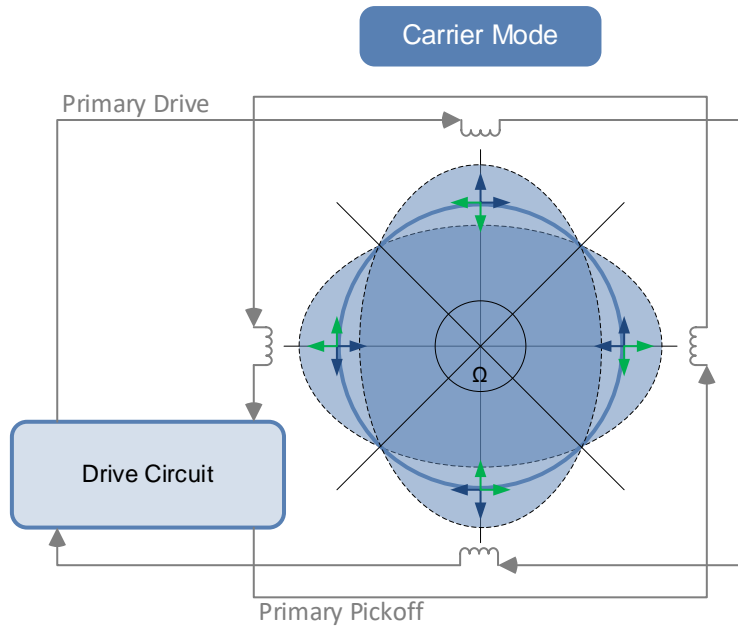 Carrier Mode
Primary Drive
Ω
Drive Circuit
Primary Pickoff